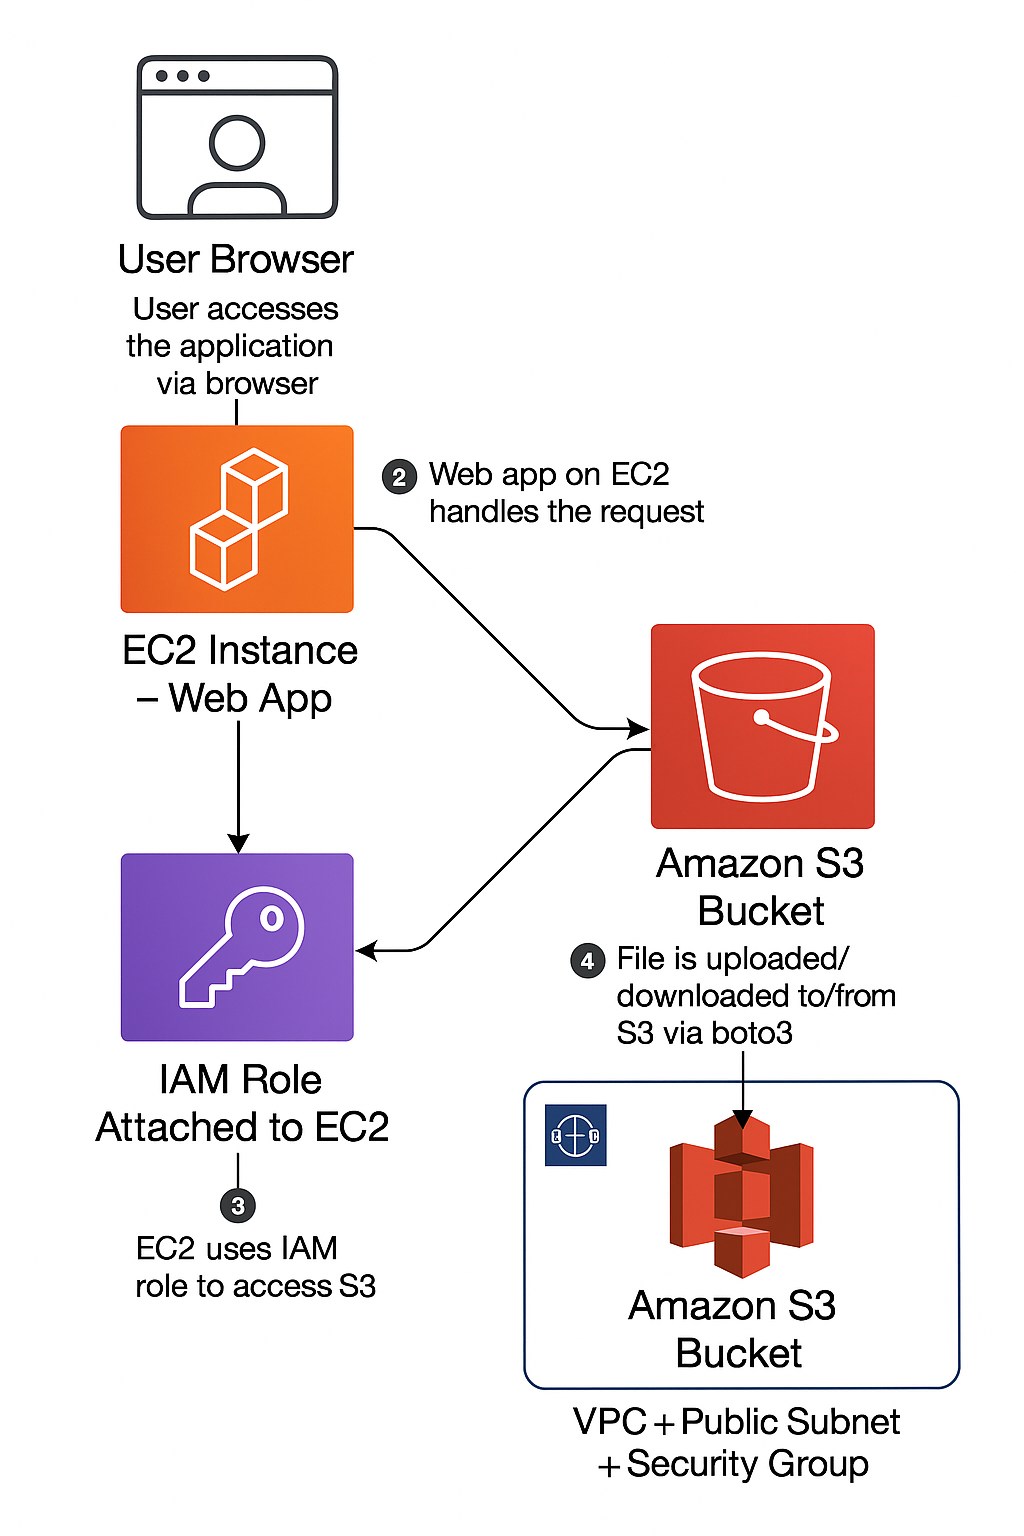 User Browser
User accesses
the application
via browser
2 Web app on EC2
handles the request
EC2 Instance
– Web App
Amazon S3
Bucket
4 File is uploaded/
downloaded to/from
S3 via boto3
IAM Role
Attached to EC2
3
EC2 uses IAM
role to access S3
Amazon S3
Bucket
VPC + Public Subnet
+ Security Group